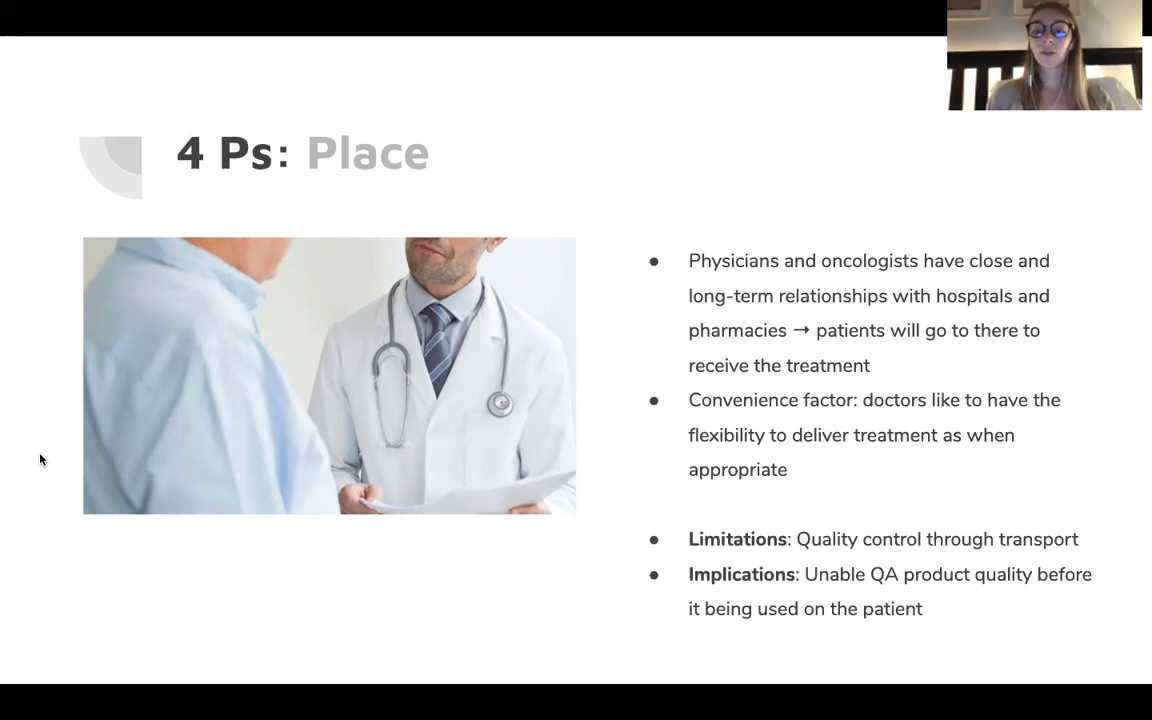 4 Ps: Place
● Physicians and oncologists have close and
long-term relationships with hospitals and
pharmacies → patients will go to there to
receive the treatment
● Convenience factor: doctors like to have the
flexibility to deliver treatment as when
appropriate
● Limitations: Quality control through transport
● Implications: Unable QA product quality before
it being used on the patient